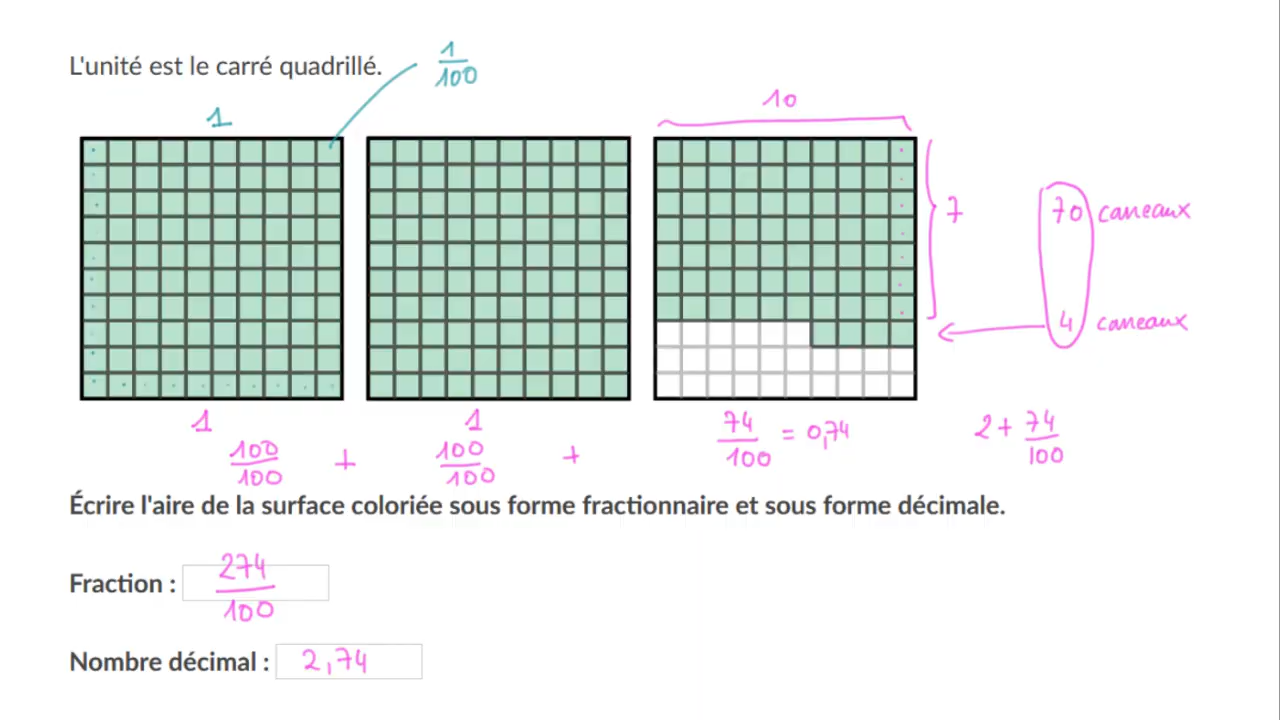 L'unité est le carré quadrillé.
1/100
1
10
7
70 carreaux
4 carreaux
1
1
100/100 + 100/100 + 74/100 = 0,74
2 + 74/100
Écrire l'aire de la surface coloriée sous forme fractionnaire et sous forme décimale.
Fraction : 274/100
Nombre décimal : 2,74